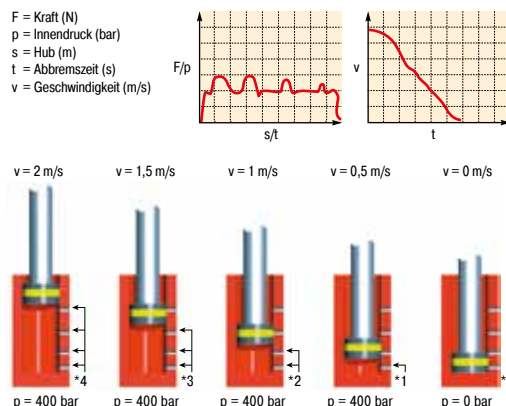 F = Kraft (N)
p = Innendruck (bar)
s = Hub (m)
t = Abbremszeit (s)
v = Geschwindigkeit (m/s)
F/p
s/t
v
t
v = 2 m/s
v = 1,5 m/s
v = 1 m/s
v = 0,5 m/s
v = 0 m/s
*4
*3
*2
*1
*
p = 400 bar
p = 400 bar
p = 400 bar
p = 400 bar
p = 0 bar